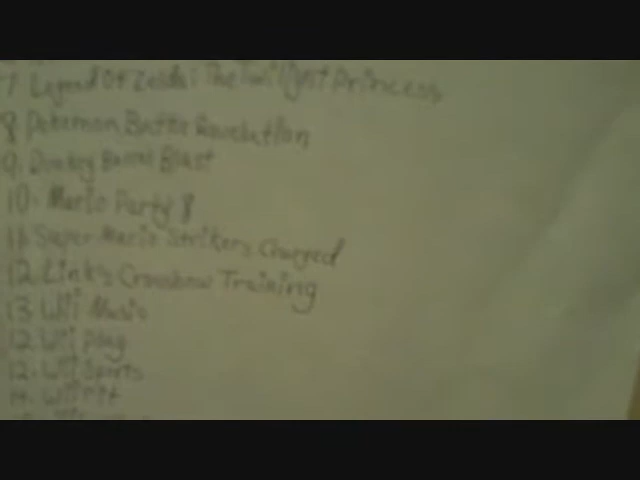 7 Legend Of Zelda: The Twilight Princess
8 Pokemon Battle Revolution
9. Donkey Barrel Blast
10. Mario Party 8
11 Super Mario Strikers Charged
12 Link's Crossbow Training
13 Wii Music
12 Wii Play
12. Wii Sports
14. Wii Fit